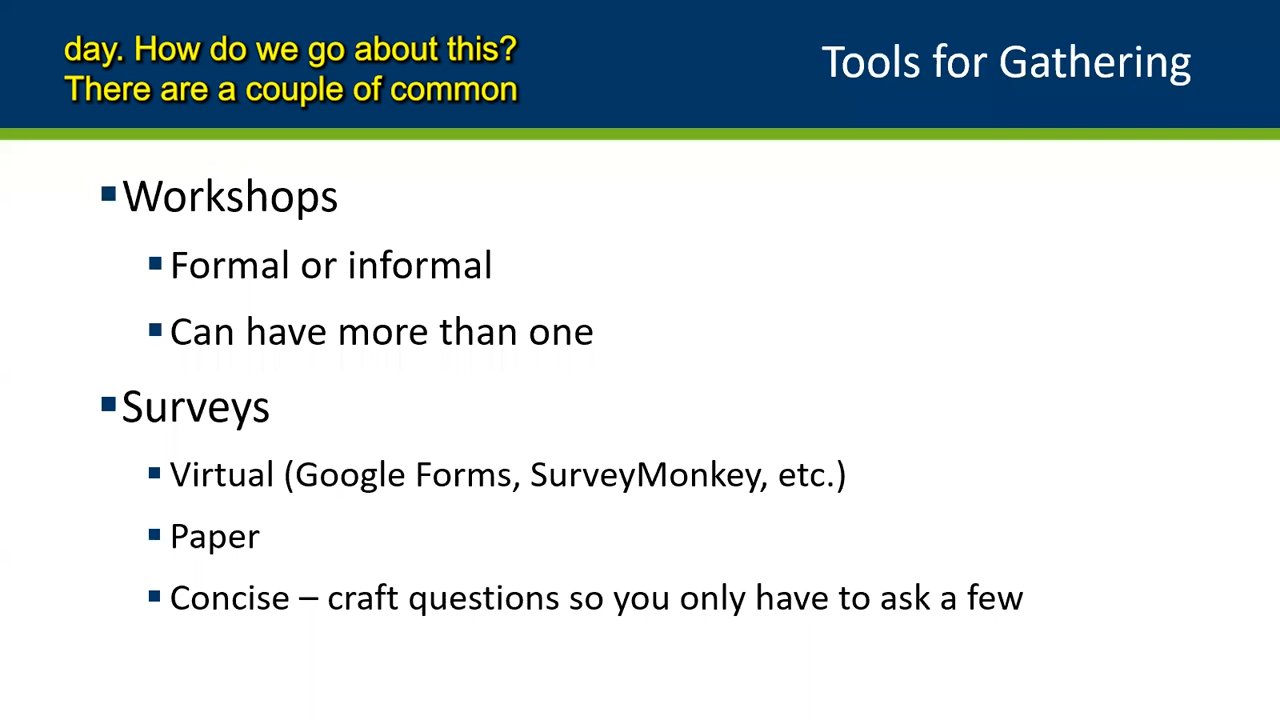 day. How do we go about this?
There are a couple of common
Tools for Gathering
▪Workshops
▪Formal or informal
▪Can have more than one
▪Surveys
▪Virtual (Google Forms, SurveyMonkey, etc.)
▪Paper
▪Concise – craft questions so you only have to ask a few